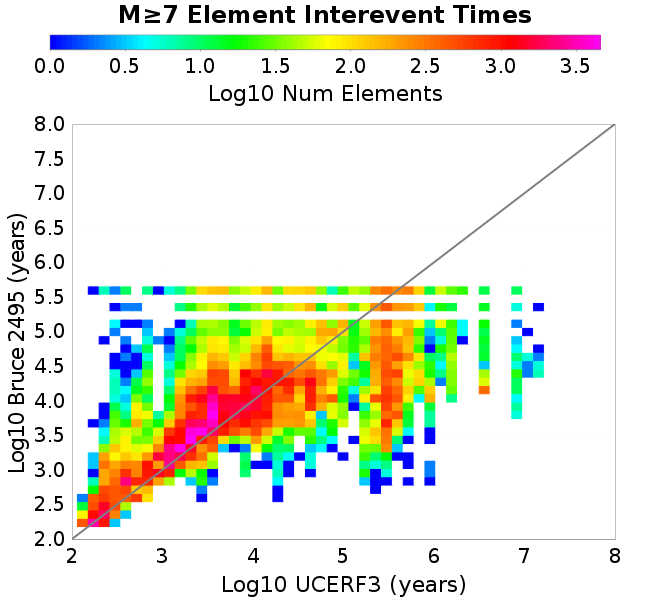 M≥7 Element Interevent Times
0.0 0.5 1.0 1.5 2.0 2.5 3.0 3.5
Log10 Num Elements
8.0
7.5
7.0
6.5
6.0
5.5
5.0
4.5
4.0
3.5
3.0
2.5
2.0
Log10 Bruce 2495 (years)
2 3 4 5 6 7 8
Log10 UCERF3 (years)